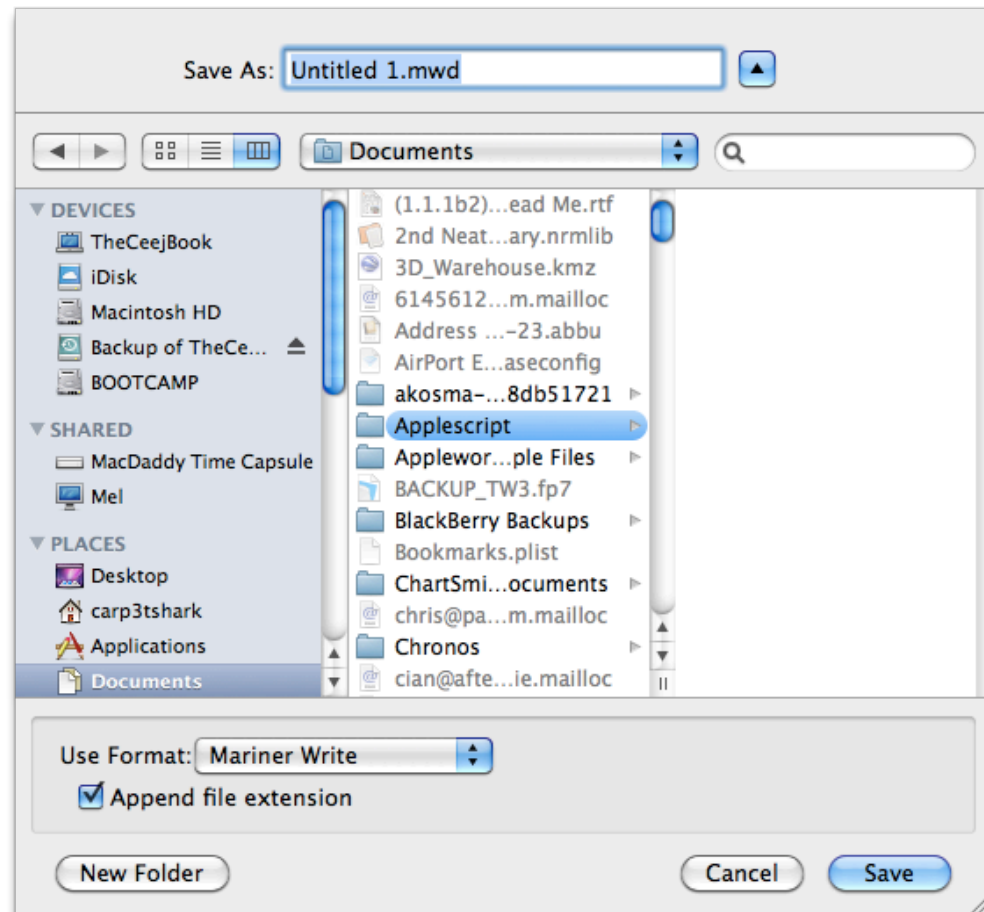 Save As: Untitled 1.mwd
Documents
DEVICES
TheCeejBook
iDisk
Macintosh HD
Backup of TheCe...
BOOTCAMP
SHARED
MacDaddy Time Capsule
Mel
PLACES
Desktop
carp3tshark
Applications
Documents
(1.1.1b2)...ead Me.rtf
2nd Neat...ary.nrmlib
3D_Warehouse.kmz
6145612...m.mailloc
Address ...-23.abbu
AirPort E...aseconfig
akosma-...8db51721
Applescript
Applewor...ple Files
BACKUP_TW3.fp7
BlackBerry Backups
Bookmarks.plist
ChartSmi...ocuments
chris@pa...m.mailloc
Chronos
cian@afte...ie.mailloc
Use Format: Mariner Write
Append file extension
New Folder
Cancel
Save